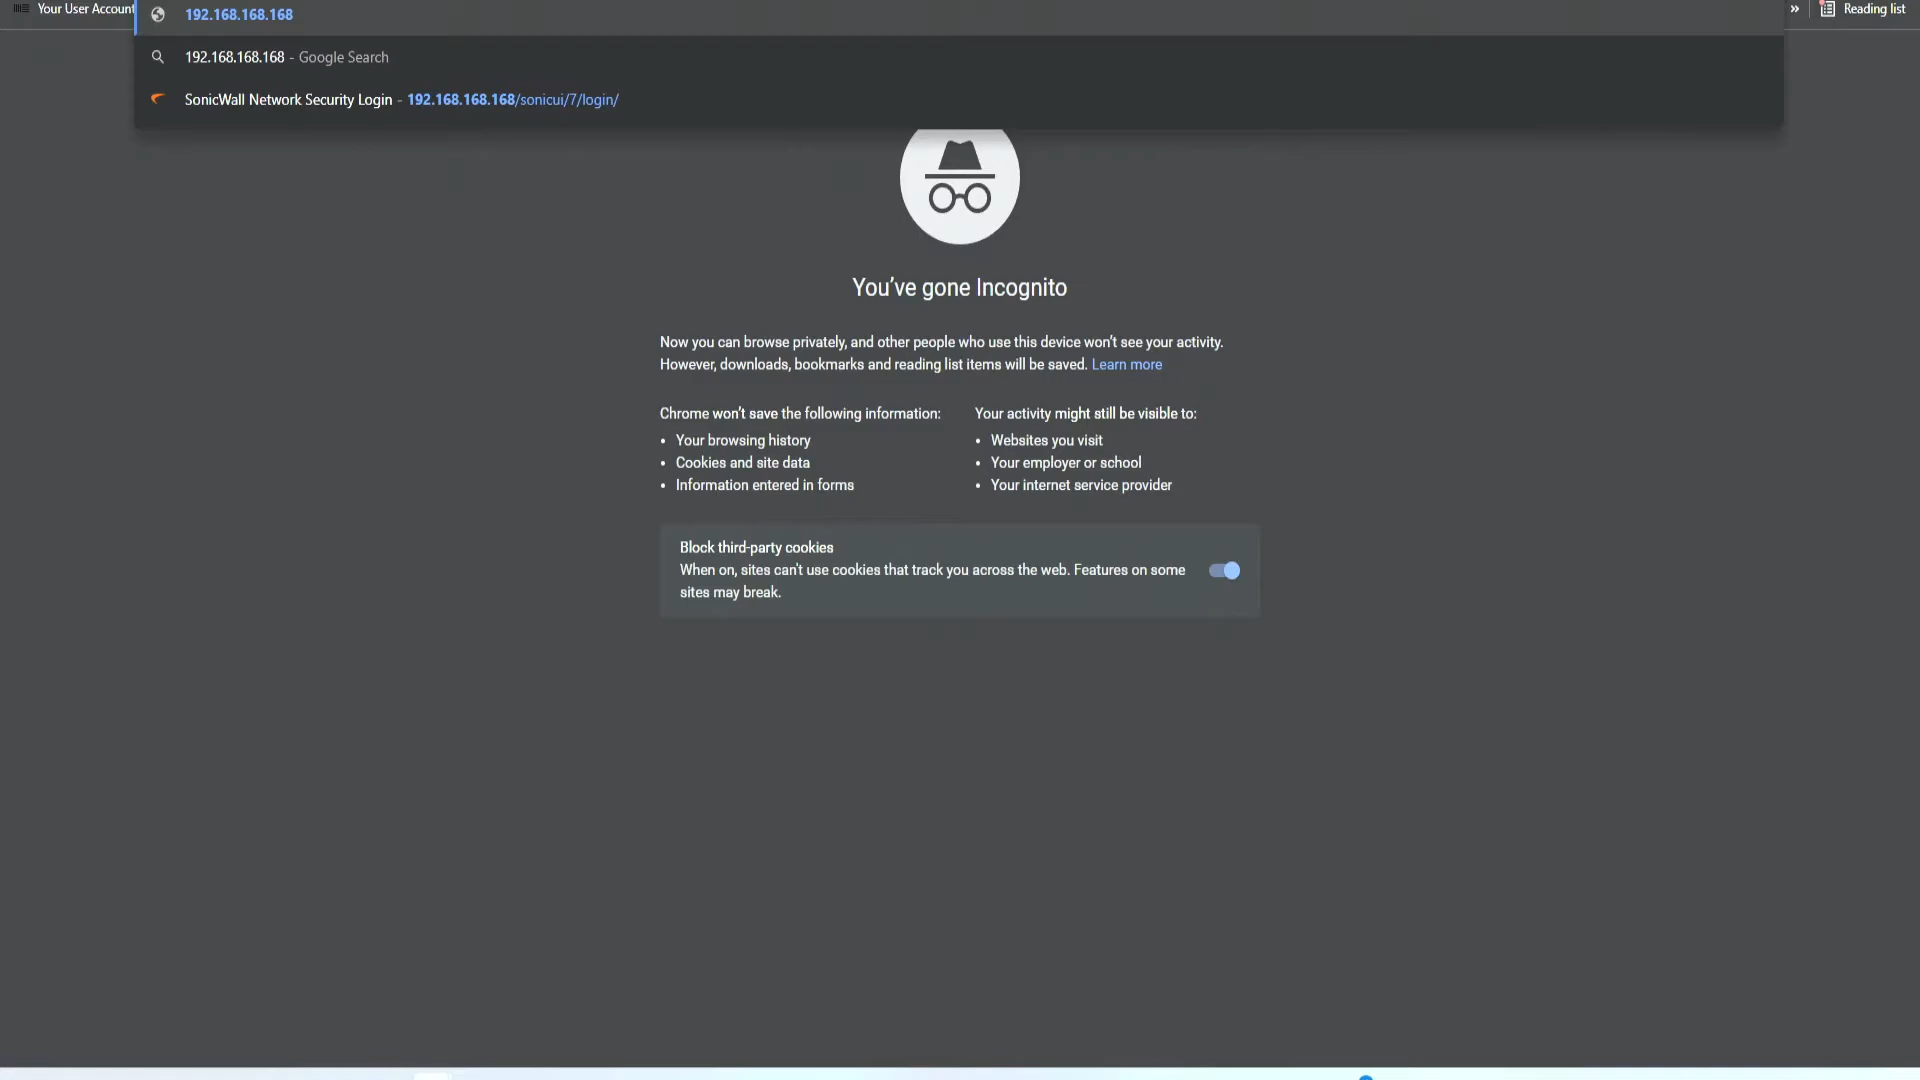 Your User Account
192.168.168.168
» Reading list
192.168.168.168 - Google Search
SonicWall Network Security Login - 192.168.168.168/sonicui/7/login/
You've gone Incognito
Now you can browse privately, and other people who use this device won't see your activity.
However, downloads, bookmarks and reading list items will be saved. Learn more
Chrome won't save the following information:
• Your browsing history
• Cookies and site data
• Information entered in forms
Your activity might still be visible to:
• Websites you visit
• Your employer or school
• Your internet service provider
Block third-party cookies
When on, sites can't use cookies that track you across the web. Features on some
sites may break.